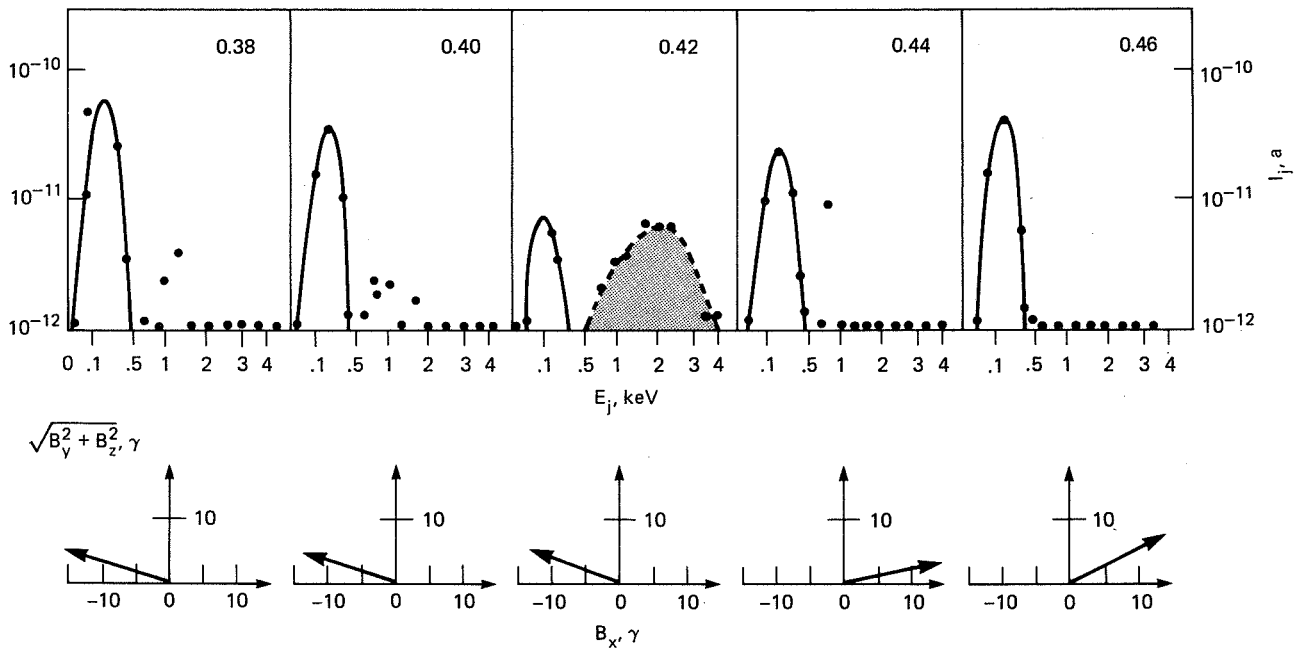 0.38 0.40 0.42 0.44 0.46
10⁻¹⁰ 10⁻¹⁰
10⁻¹¹ 10⁻¹¹
I_j, a
10⁻¹² 10⁻¹²
0 .1 .5 1 2 3 4 .1 .5 1 2 3 4 .1 .5 1 2 3 4 .1 .5 1 2 3 4 .1 .5 1 2 3 4
E_j, keV
√(B_y² + B_z²), γ
10 10 10 10 10
−10 0 10 −10 0 10 −10 0 10 −10 0 10 −10 0 10
B_x, γ